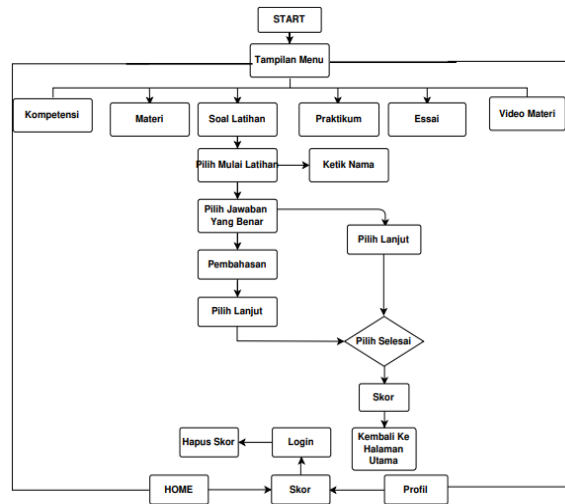 START
Tampilan Menu
Kompetensi
Materi
Soal Latihan
Praktikum
Essai
Video Materi
Pilih Mulai Latihan
Ketik Nama
Pilih Jawaban
Yang Benar
Pilih Lanjut
Pembahasan
Pilih Lanjut
Pilih Selesai
Skor
Kembali Ke
Halaman
Utama
Hapus Skor
Login
HOME
Skor
Profil